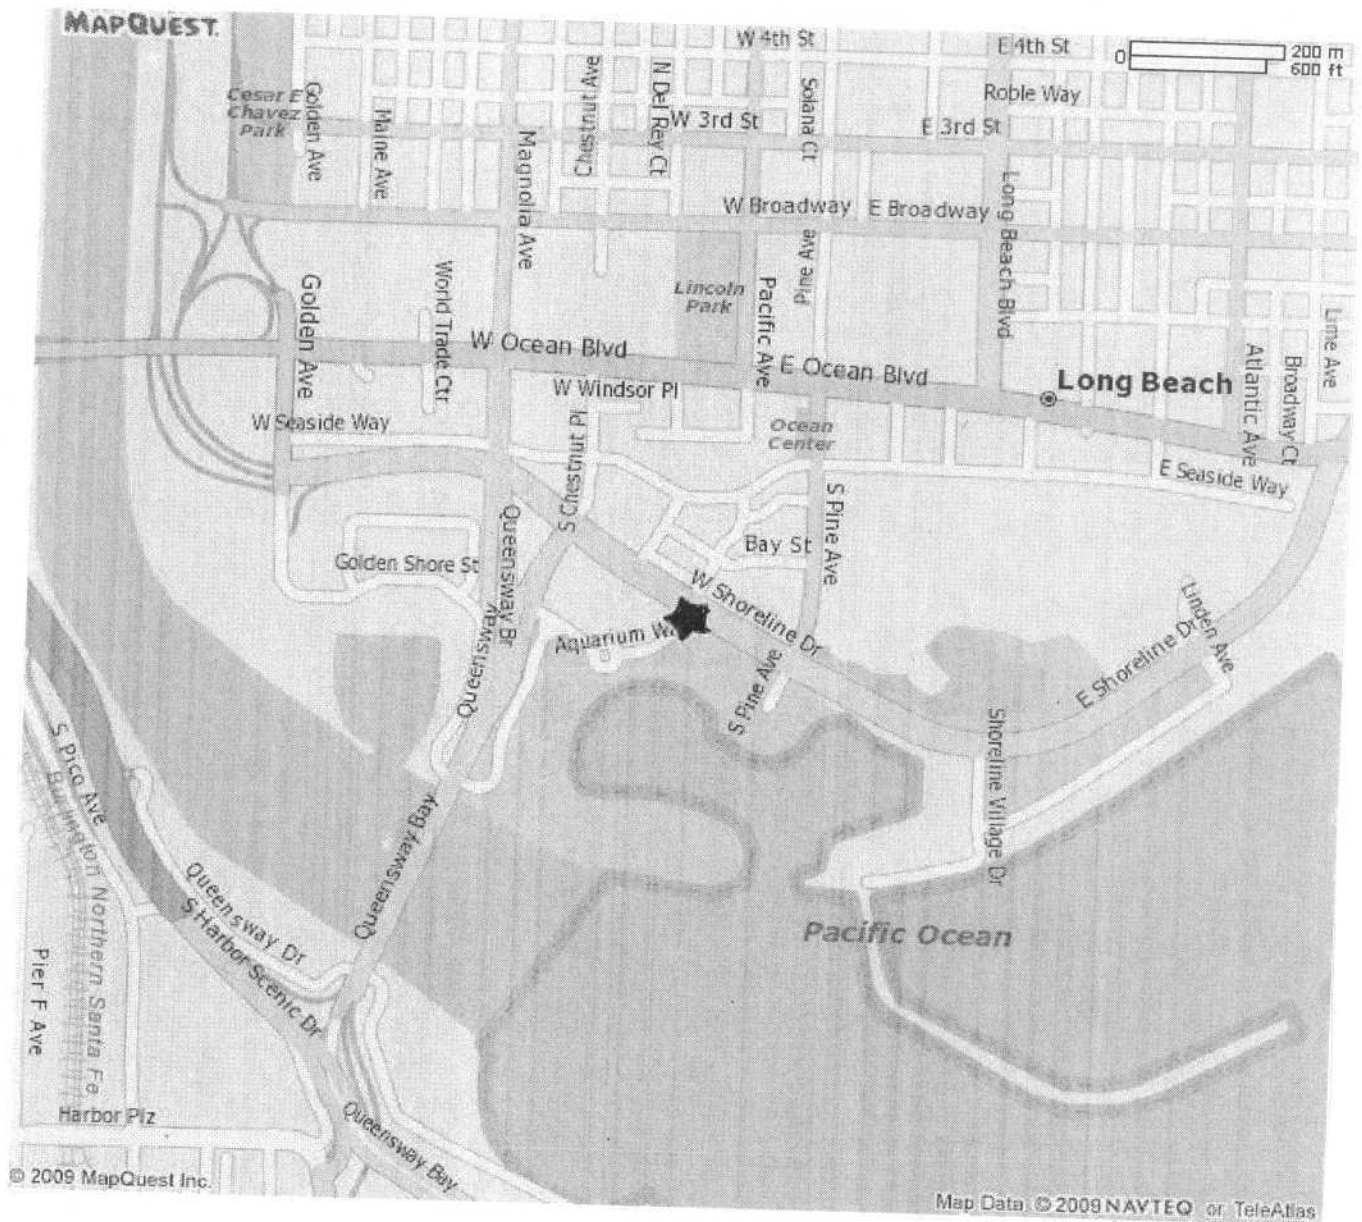 MAPQUEST.
W 4th St
E 4th St
0
200 m
600 ft
Roble Way
Cesar E
Chavez
Park
Golden Ave
Maine Ave
Magnolia Ave
Chestnut Ave
N Del Rey Ct
W 3rd St
Solana Ct
E 3rd St
W Broadway
E Broadway
Long Beach Blvd
Pine Ave
Lincoln
Park
Pacific Ave
Golden Ave
World Trade Ctr
W Ocean Blvd
E Ocean Blvd
Long Beach
Atlantic Ave
Broadway Ct
Lime Ave
W Windsor Pl
W Seaside Way
S Chestnut Pl
Ocean
Center
E Seaside Way
S Pine Ave
Bay St
Queensway Br
Golden Shore St
W Shoreline Dr
Aquarium W
Queensway
S Pine Ave
Linden Ave
E Shoreline Dr
Shoreline Village Dr
S Pico Ave
Burlington Northern Santa Fe
Queensway Bay
Queensway Dr
S Harbor Scenic Dr
Pacific Ocean
Pier F Ave
Harbor Plz
Queensway Bay
© 2009 MapQuest Inc.
Map Data © 2009 NAVTEQ or TeleAtlas